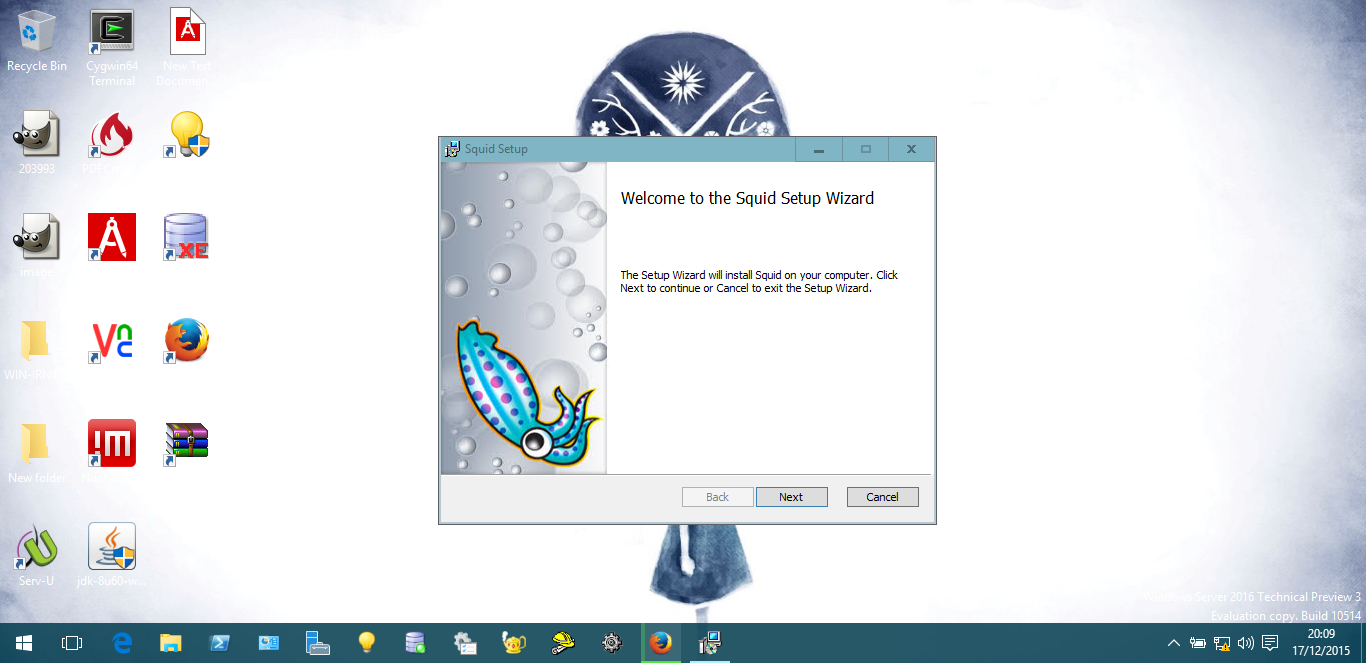 Recycle Bin
Cygwin64
Terminal
New Text
Documen...
203993
image
WIN-iRN
New folder
Serv-U
jdk-8u60-w...
XE
Squid Setup
Welcome to the Squid Setup Wizard
The Setup Wizard will install Squid on your computer. Click
Next to continue or Cancel to exit the Setup Wizard.
Back
Next
Cancel
Server 2016 Technical Preview 3
Evaluation copy. Build 10514
20:09
17/12/2015